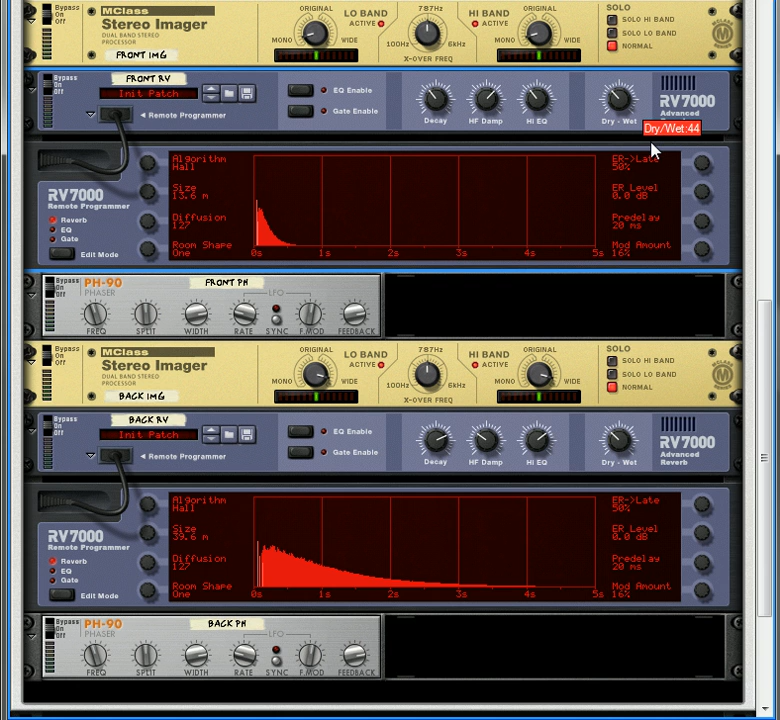 Bypass
On
Off
MClass
Stereo Imager
DUAL BAND STEREO
PROCESSOR
FRONT IMG
ORIGINAL
LO BAND
ACTIVE
MONO
WIDE
787Hz
100Hz
6kHz
X-OVER FREQ
HI BAND
ACTIVE
ORIGINAL
MONO
WIDE
SOLO
SOLO HI BAND
SOLO LO BAND
NORMAL
Bypass
On
Off
FRONT RV
Init Patch
Remote Programmer
EQ Enable
Gate Enable
Decay
HF Damp
HI EQ
Dry - Wet
RV7000
Advanced
Dry/Wet:44
RV7000
Remote Programmer
Reverb
EQ
Gate
Edit Mode
Algorithm
Hall
Size
13.6 m
Diffusion
127
Room Shape
One
0s
1s
2s
3s
4s
5s
ER->Late
50%
ER Level
0.0 dB
Predelay
20 ms
Mod Amount
16%
Bypass
On
Off
PH-90
PHASER
FRONT PH
LFO
FREQ
SPLIT
WIDTH
RATE
SYNC
F.MOD
FEEDBACK
Bypass
On
Off
MClass
Stereo Imager
DUAL BAND STEREO
PROCESSOR
BACK IMG
ORIGINAL
LO BAND
ACTIVE
MONO
WIDE
787Hz
100Hz
6kHz
X-OVER FREQ
HI BAND
ACTIVE
ORIGINAL
MONO
WIDE
SOLO
SOLO HI BAND
SOLO LO BAND
NORMAL
Bypass
On
Off
BACK RV
Init Patch
Remote Programmer
EQ Enable
Gate Enable
Decay
HF Damp
HI EQ
Dry - Wet
RV7000
Advanced
Reverb
RV7000
Remote Programmer
Reverb
EQ
Gate
Edit Mode
Algorithm
Hall
Size
39.6 m
Diffusion
127
Room Shape
One
0s
1s
2s
3s
4s
5s
ER->Late
50%
ER Level
0.0 dB
Predelay
20 ms
Mod Amount
16%
Bypass
On
Off
PH-90
PHASER
BACK PH
LFO
FREQ
SPLIT
WIDTH
RATE
SYNC
F.MOD
FEEDBACK